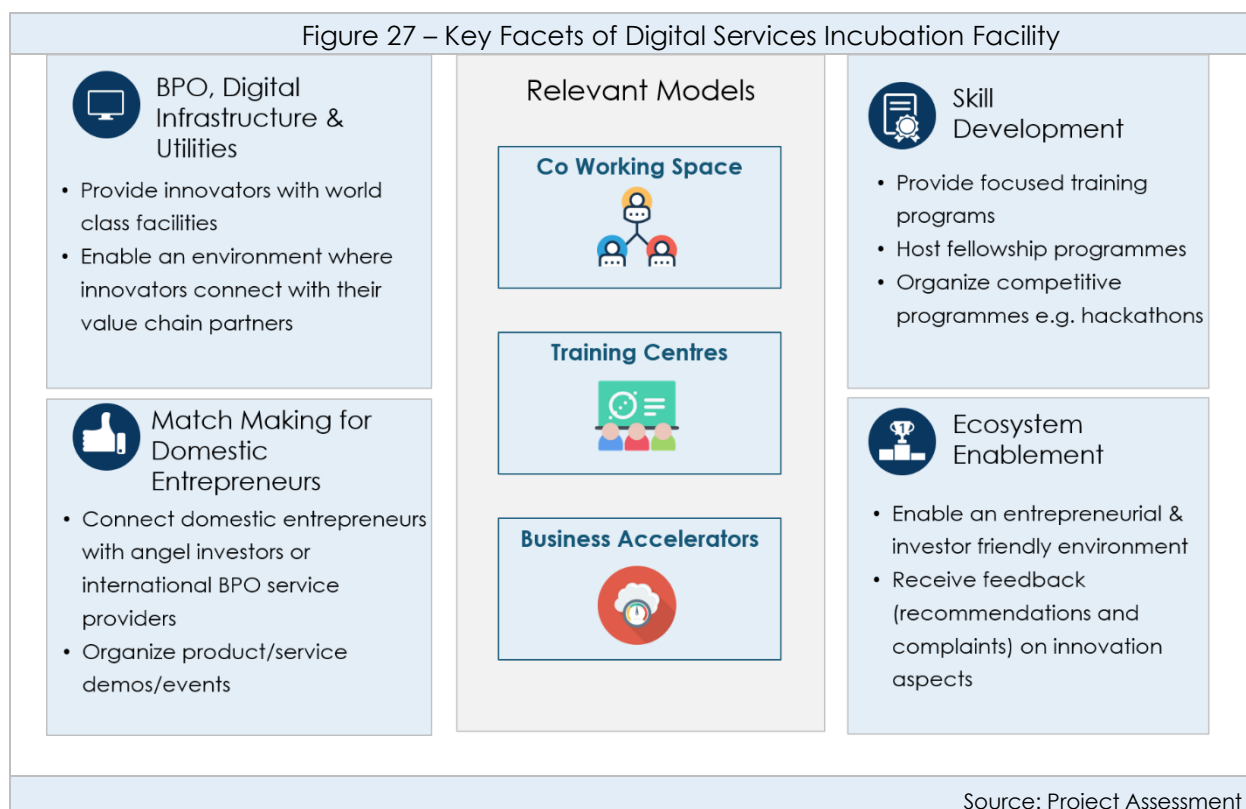 Figure 27 – Key Facets of Digital Services Incubation Facility
BPO, Digital
Infrastructure &
Utilities
• Provide innovators with world
class facilities
• Enable an environment where
innovators connect with their
value chain partners
Match Making for
Domestic
Entrepreneurs
• Connect domestic entrepreneurs
with angel investors or
international BPO service
providers
• Organize product/service
demos/events
Relevant Models
Co Working Space
Training Centres
Business Accelerators
Skill
Development
• Provide focused training
programs
• Host fellowship programmes
• Organize competitive
programmes e.g. hackathons
Ecosystem
Enablement
• Enable an entrepreneurial &
investor friendly environment
• Receive feedback
(recommendations and
complaints) on innovation
aspects
Source: Project Assessment